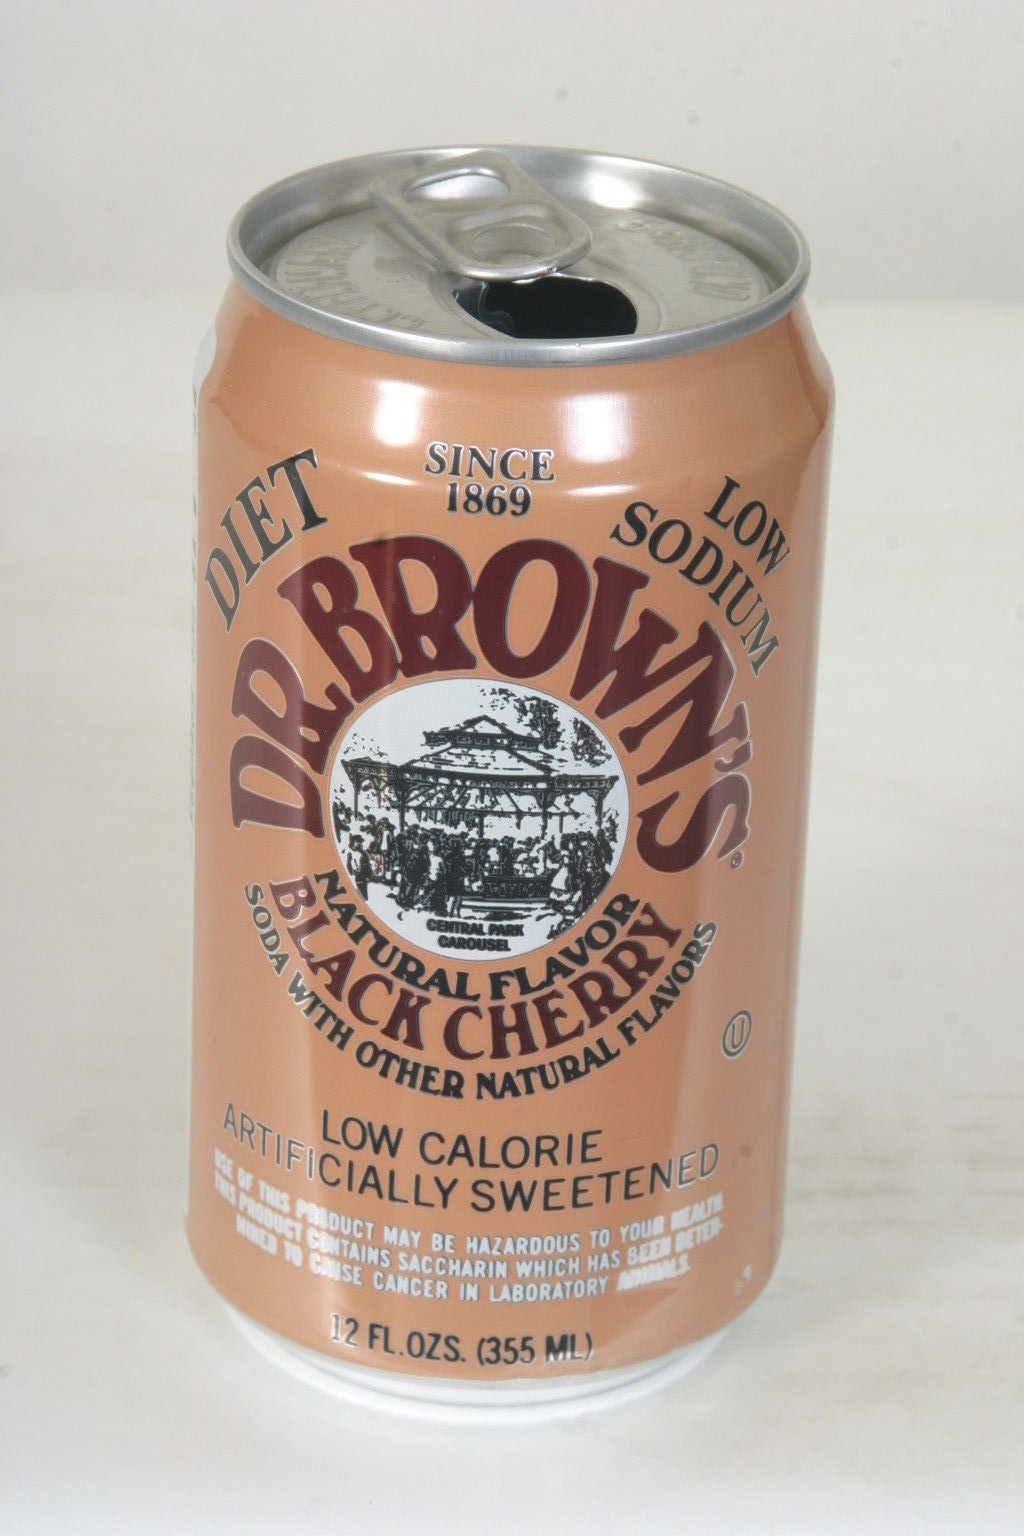 SINCE
1869
DIET
LOW
SODIUM
DR. BROWN'S®
CENTRAL PARK
CAROUSEL
NATURAL FLAVOR
BLACK CHERRY
SODA WITH OTHER NATURAL FLAVORS
U
LOW CALORIE
ARTIFICIALLY SWEETENED
USE OF THIS PRODUCT MAY BE HAZARDOUS TO YOUR HEALTH.
THIS PRODUCT CONTAINS SACCHARIN WHICH HAS BEEN DETER-
MINED TO CAUSE CANCER IN LABORATORY ANIMALS.
12 FL.OZS. (355 ML)